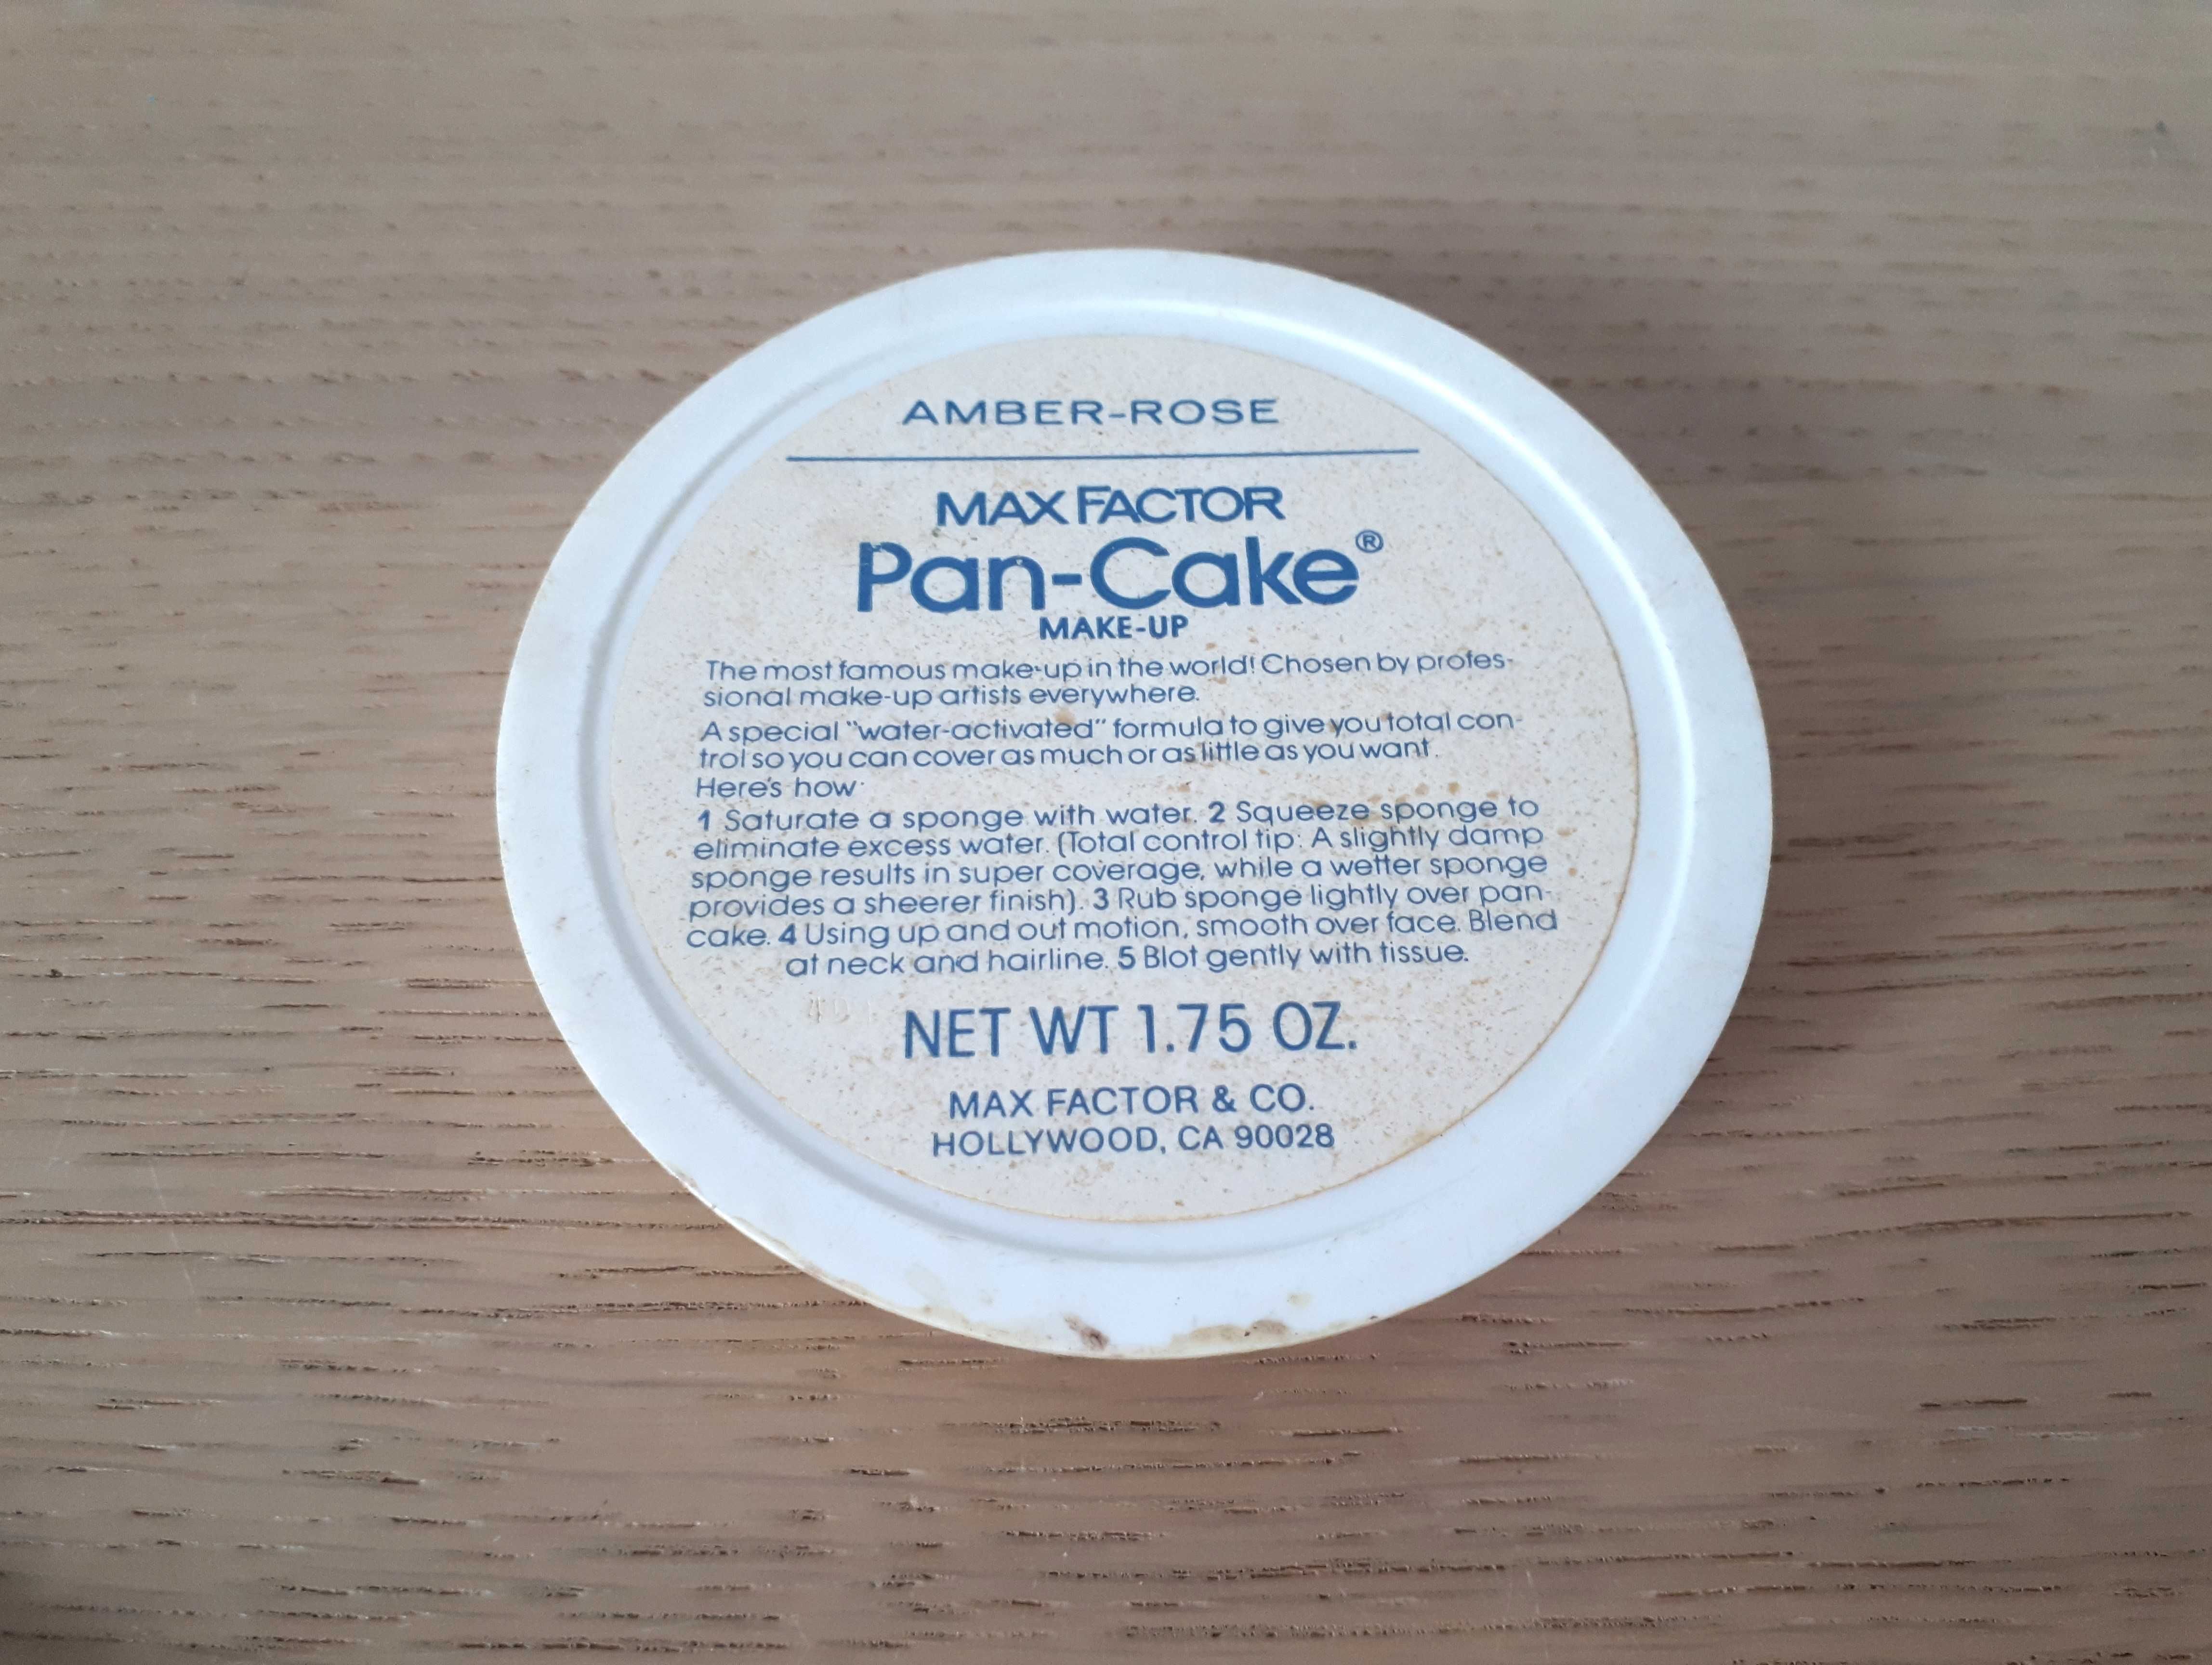 AMBER-ROSE
MAX FACTOR
Pan-Cake®
MAKE-UP
The most famous make-up in the world! Chosen by profes-
sional make-up artists everywhere.
A special "water-activated" formula to give you total con-
trol so you can cover as much or as little as you want.
Here's how
1 Saturate a sponge with water. 2 Squeeze sponge to
eliminate excess water. (Total control tip: A slightly damp
sponge results in super coverage, while a wetter sponge
provides a sheerer finish). 3 Rub sponge lightly over pan-
cake. 4 Using up and out motion, smooth over face. Blend
at neck and hairline. 5 Blot gently with tissue.
NET WT 1.75 OZ.
MAX FACTOR & CO.
HOLLYWOOD, CA 90028